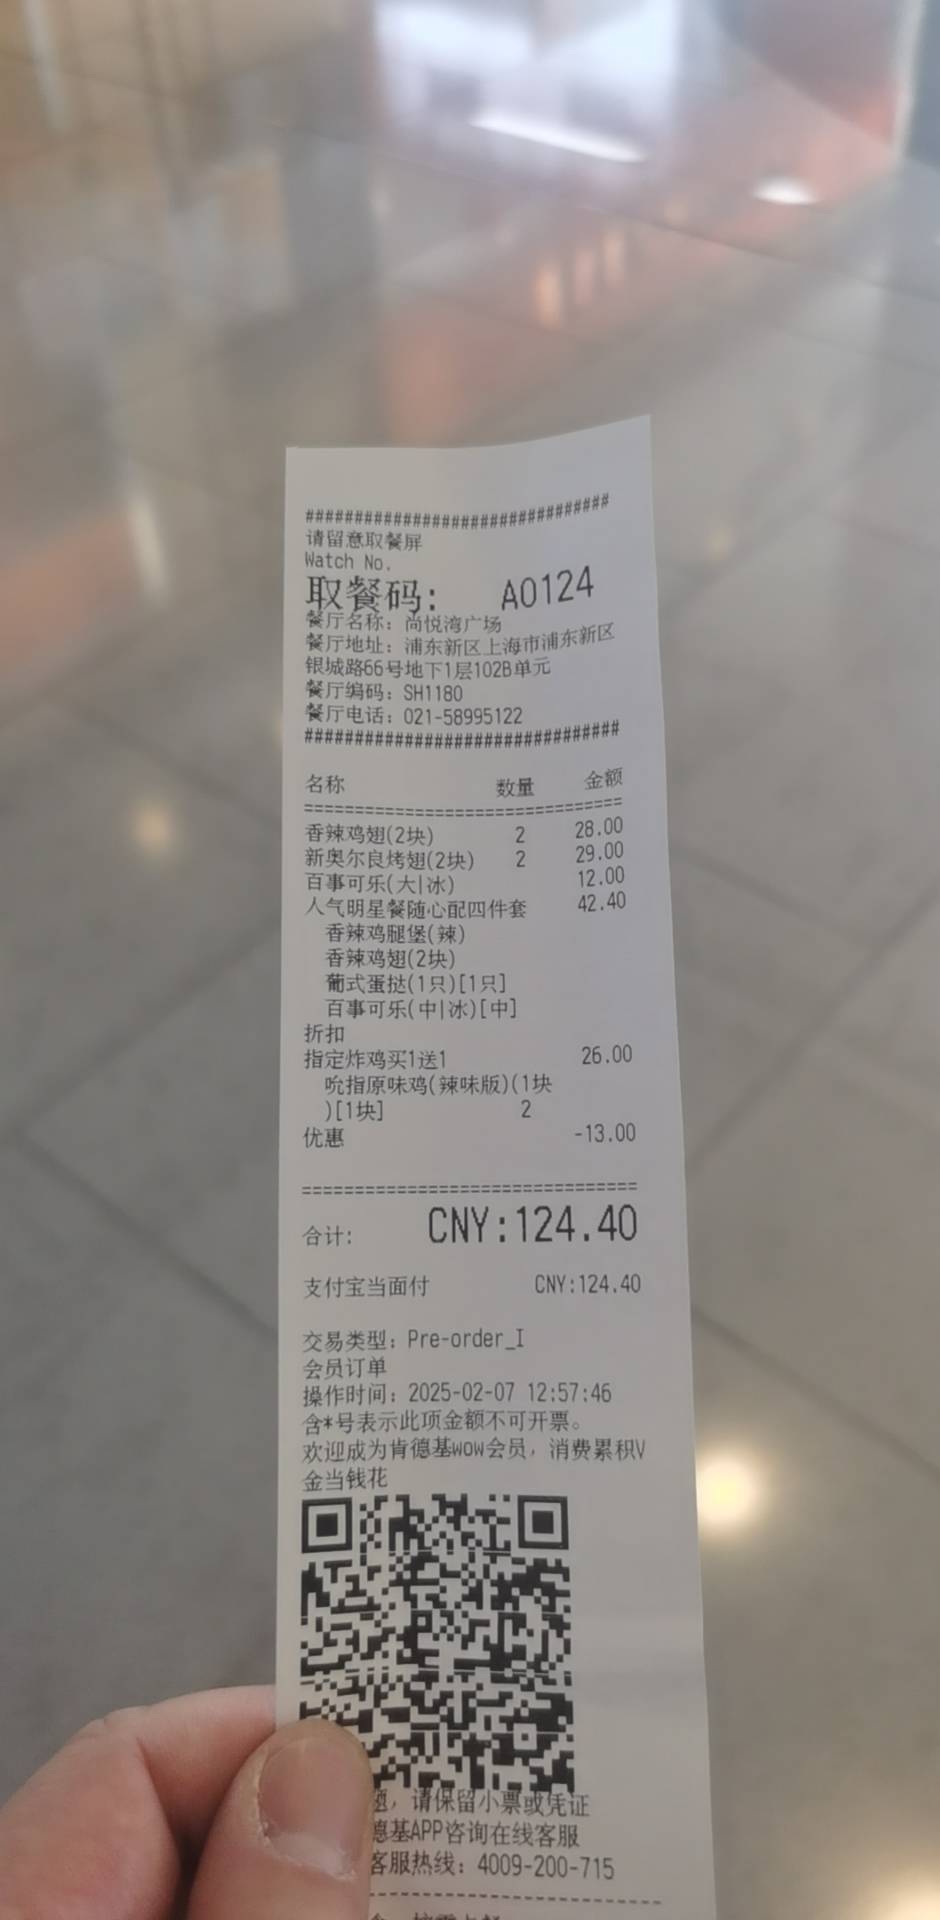 ###############################
请留意取餐屏
Watch No.
取餐码: A0124
餐厅名称: 尚悦湾广场
餐厅地址: 浦东新区上海市浦东新区
银城路66号地下1层102B单元
餐厅编码: SH1180
餐厅电话: 021-58995122
###############################
名称 数量 金额
==============================
香辣鸡翅(2块) 2 28.00
新奥尔良烤翅(2块) 2 29.00
百事可乐(大|冰) 12.00
人气明星餐随心配四件套 42.40
香辣鸡腿堡(辣)
香辣鸡翅(2块)
葡式蛋挞(1只)[1只]
百事可乐(中|冰)[中]
折扣
指定炸鸡买1送1 26.00
吮指原味鸡(辣味版)(1块
)[1块] 2
优惠 -13.00
==============================
合计: CNY:124.40
支付宝当面付 CNY:124.40
交易类型: Pre-order_I
会员订单
操作时间: 2025-02-07 12:57:46
含*号表示此项金额不可开票。
欢迎成为肯德基wow会员, 消费累积V
金当钱花
题, 请保留小票或凭证
德基APP咨询在线客服
客服热线: 4009-200-715